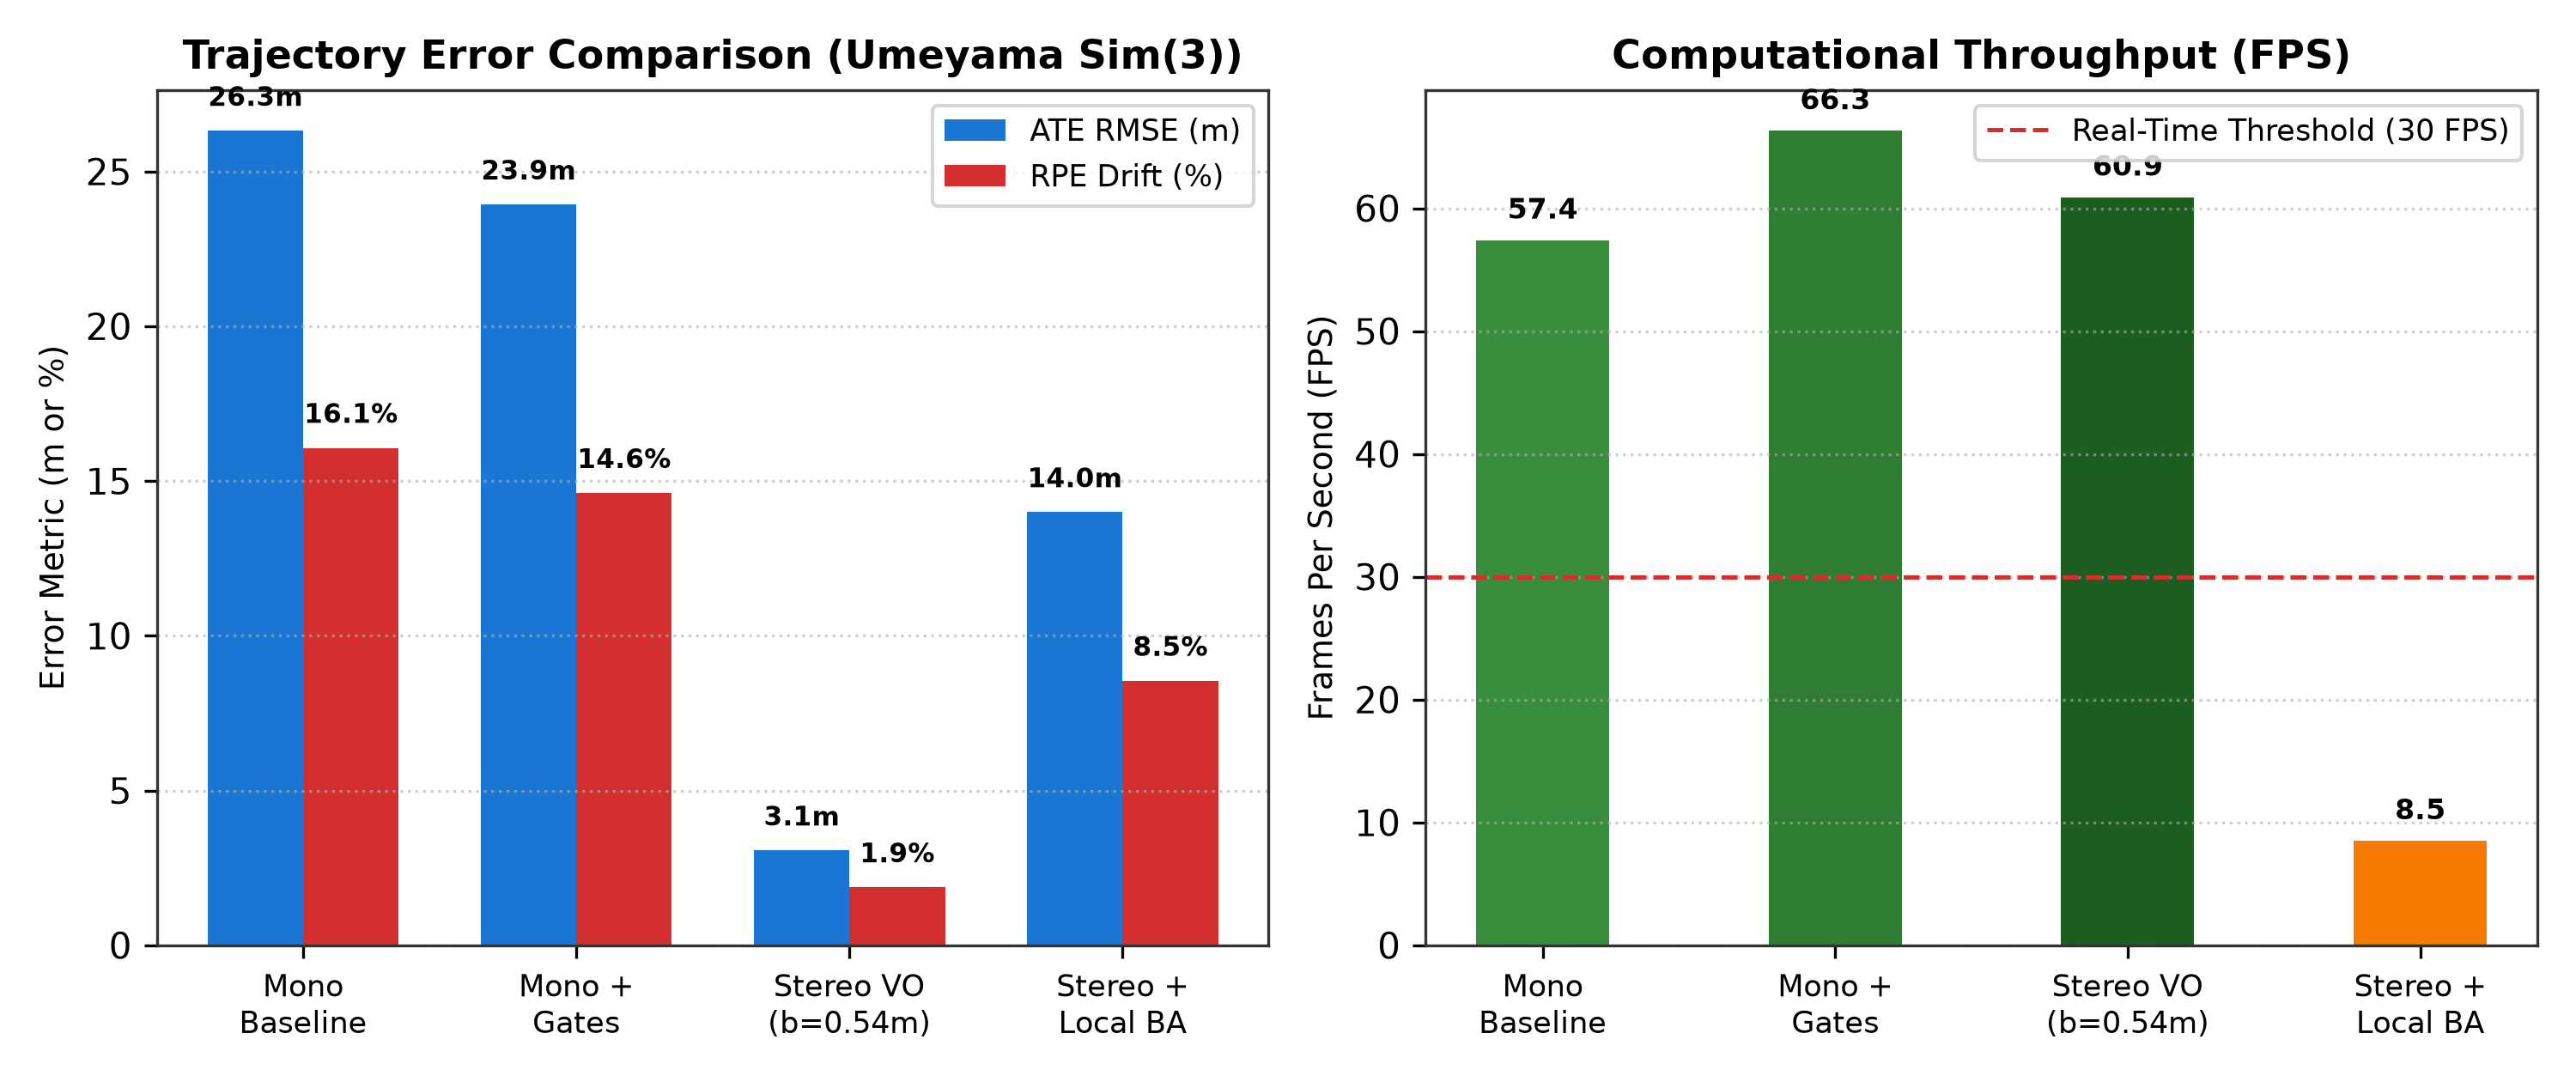 Trajectory Error Comparison (Umeyama Sim(3))
26.3m
23.9m
16.1%
14.6%
3.1m
1.9%
14.0m
8.5%
ATE RMSE (m)
RPE Drift (%)
Error Metric (m or %)
25
20
15
10
5
0
Mono
Baseline
Mono +
Gates
Stereo VO
(b=0.54m)
Stereo +
Local BA
Computational Throughput (FPS)
Real-Time Threshold (30 FPS)
57.4
66.3
60.9
8.5
Frames Per Second (FPS)
60
50
40
30
20
10
0
Mono
Baseline
Mono +
Gates
Stereo VO
(b=0.54m)
Stereo +
Local BA